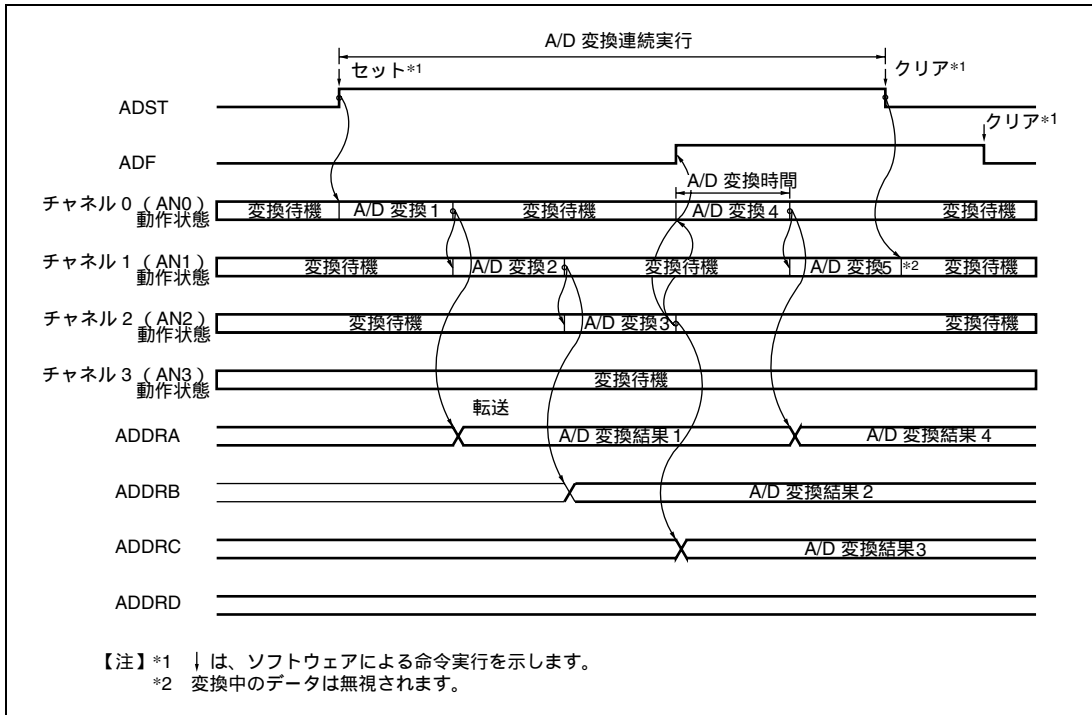 A/D 変換連続実行
セット*1
クリア*1
ADST
クリア*1
ADF
A/D 変換時間
チャネル 0 ( AN0 )
動作状態
変換待機
A/D 変換 1
変換待機
A/D 変換 4
変換待機
チャネル 1 ( AN1 )
動作状態
変換待機
A/D 変換 2
変換待機
A/D 変換5
*2
変換待機
チャネル 2 ( AN2 )
動作状態
変換待機
A/D 変換 3
変換待機
チャネル 3 ( AN3 )
動作状態
変換待機
転送
ADDRA
A/D 変換結果 1
A/D 変換結果 4
ADDRB
A/D 変換結果 2
ADDRC
A/D 変換結果3
ADDRD
【注】*1 ↓ は、ソフトウェアによる命令実行を示します。
*2 変換中のデータは無視されます。